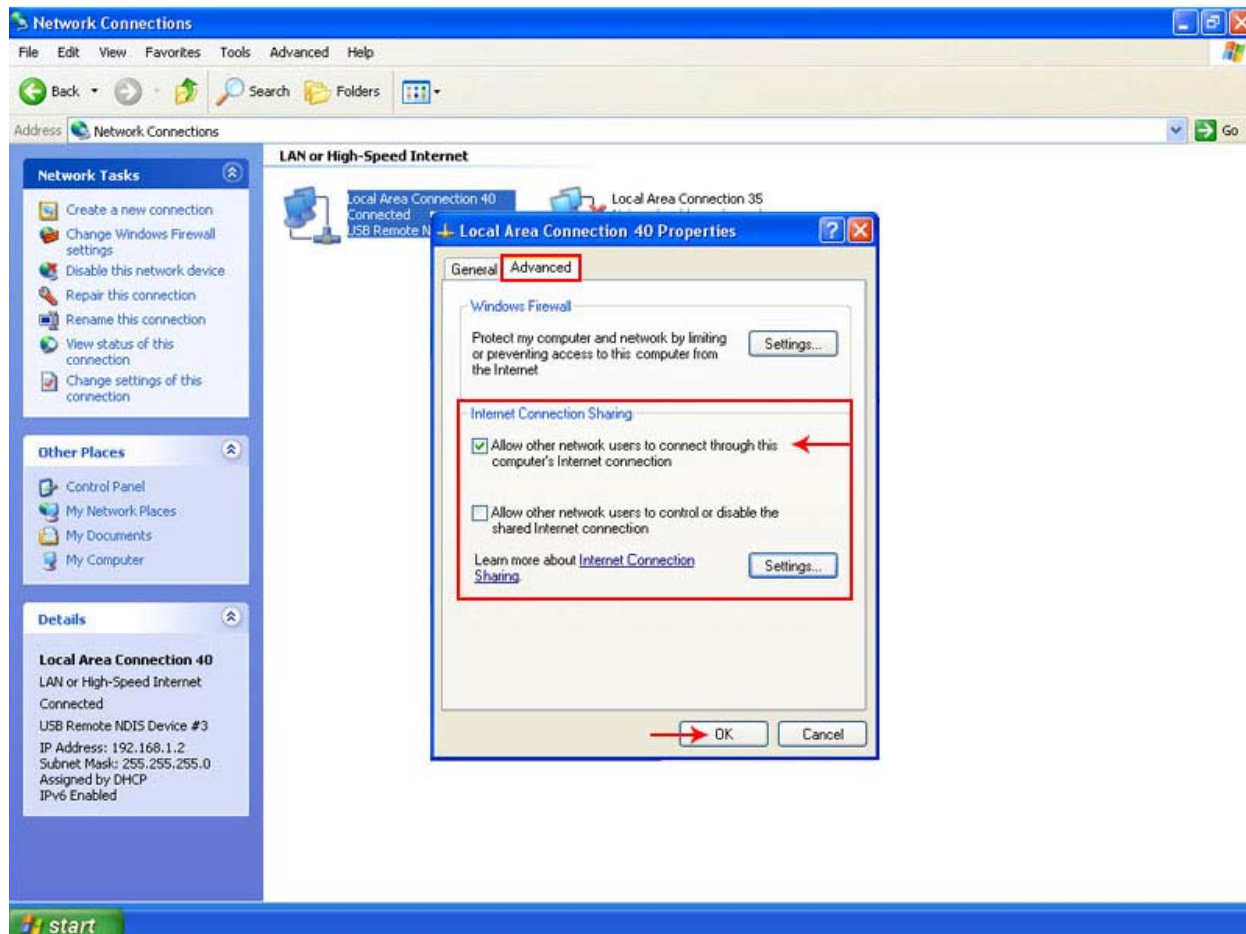 Network Connections
File Edit View Favorites Tools Advanced Help
Back Search Folders
Address Network Connections Go
Network Tasks
Create a new connection
Change Windows Firewall
settings
Disable this network device
Repair this connection
Rename this connection
View status of this
connection
Change settings of this
connection
Other Places
Control Panel
My Network Places
My Documents
My Computer
Details
Local Area Connection 40
LAN or High-Speed Internet
Connected
USB Remote NDIS Device #3
IP Address: 192.168.1.2
Subnet Mask: 255.255.255.0
Assigned by DHCP
IPv6 Enabled
LAN or High-Speed Internet
Local Area Connection 40
Connected
USB Remote N
Local Area Connection 35
Local Area Connection 40 Properties
General Advanced
Windows Firewall
Protect my computer and network by limiting
or preventing access to this computer from
the Internet
Settings...
Internet Connection Sharing
Allow other network users to connect through this
computer's Internet connection
Allow other network users to control or disable the
shared Internet connection
Learn more about Internet Connection
Sharing.
Settings...
OK Cancel
start